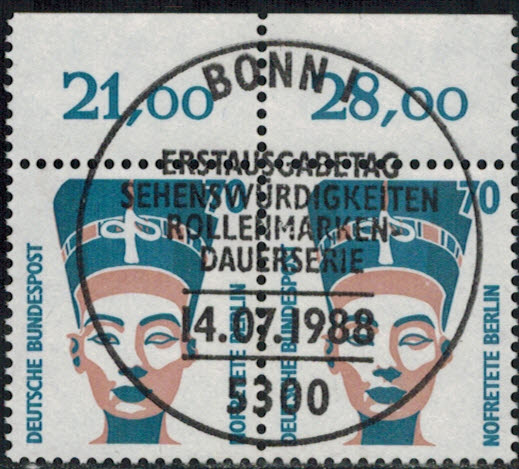 21,00 28,00
BONN 1
ERSTAUSGABETAG
SEHENSWÜRDIGKEITEN
ROLLENMARKEN-
DAUERSERIE
14.07.1988
5300
70
DEUTSCHE BUNDESPOST
NOFRETETE BERLIN
70
DEUTSCHE BUNDESPOST
NOFRETETE BERLIN